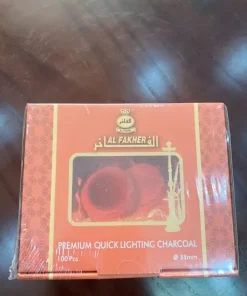 الفاخر
AL FAKHER
PREMIUM QUICK LIGHTING CHARCOAL
100 Pcs.
Ø 33mm